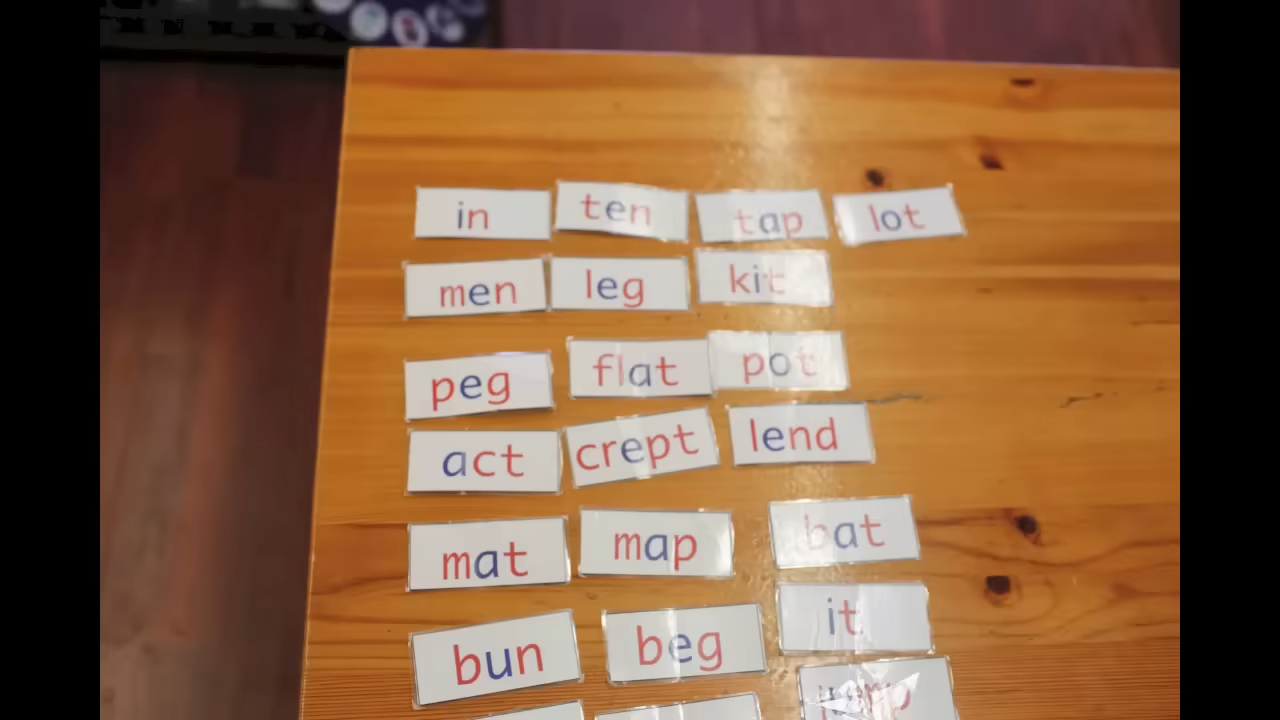 in ten tap lot
men leg kit
peg flat pot
act crept lend
mat map bat
bun beg it